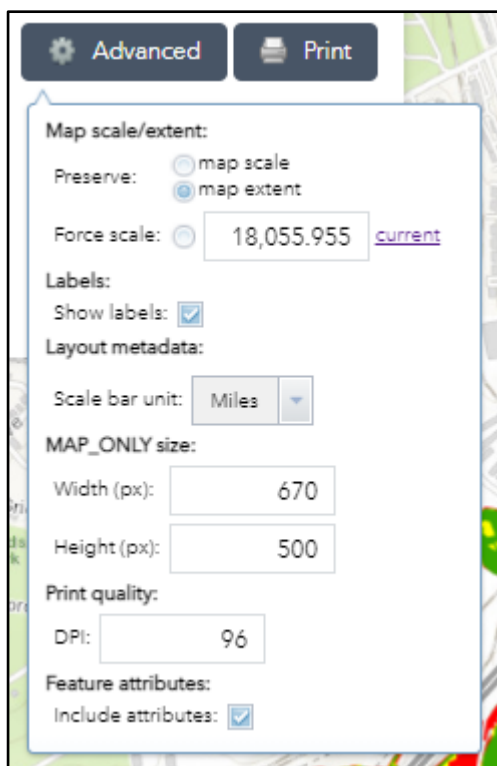 Advanced Print
Map scale/extent:
Preserve: map scale
map extent
Force scale: 18,055.955 current
Labels:
Show labels:
Layout metadata:
Scale bar unit: Miles
MAP_ONLY size:
Width (px): 670
Height (px): 500
Print quality:
DPI: 96
Feature attributes:
Include attributes: